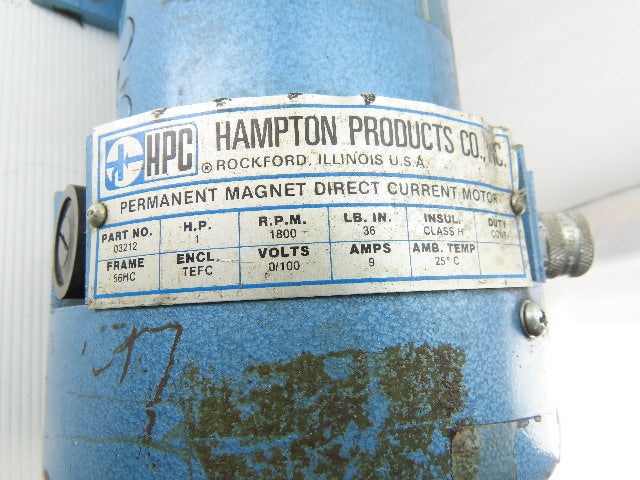 HPC HAMPTON PRODUCTS CO., INC.
® ROCKFORD, ILLINOIS U.S.A.
PERMANENT MAGNET DIRECT CURRENT MOTOR
PART NO. H.P. R.P.M. LB. IN. INSUL. DUTY
03212 1 1800 36 CLASS H
FRAME ENCL. VOLTS AMPS AMB. TEMP
56HC TEFC 0/100 9 25° C